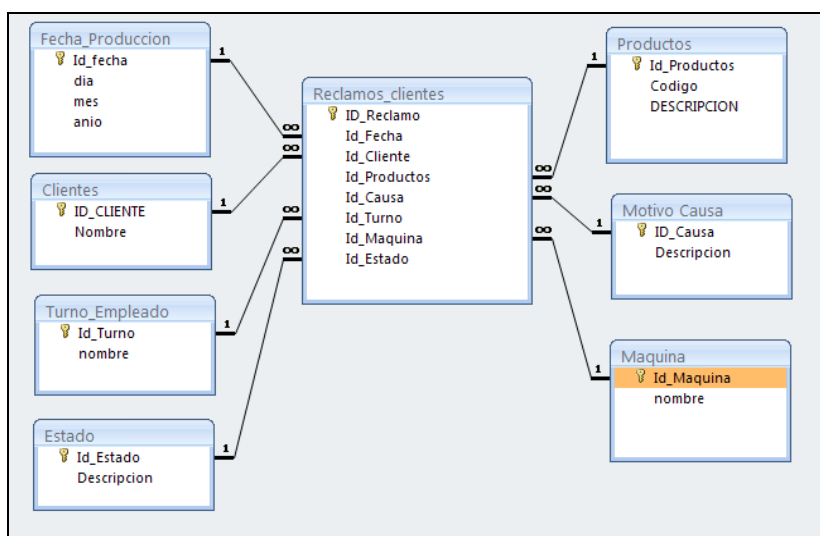 Fecha_Produccion
Id_fecha
dia
mes
anio
1
Clientes
ID_CLIENTE
Nombre
1
Turno_Empleado
Id_Turno
nombre
1
Estado
Id_Estado
Descripcion
1
Reclamos_clientes
ID_Reclamo
Id_Fecha
Id_Cliente
Id_Productos
Id_Causa
Id_Turno
Id_Maquina
Id_Estado
∞
∞
∞
∞
∞
∞
∞
Productos
Id_Productos
Codigo
DESCRIPCION
1
Motivo Causa
ID_Causa
Descripcion
1
Maquina
Id_Maquina
nombre
1